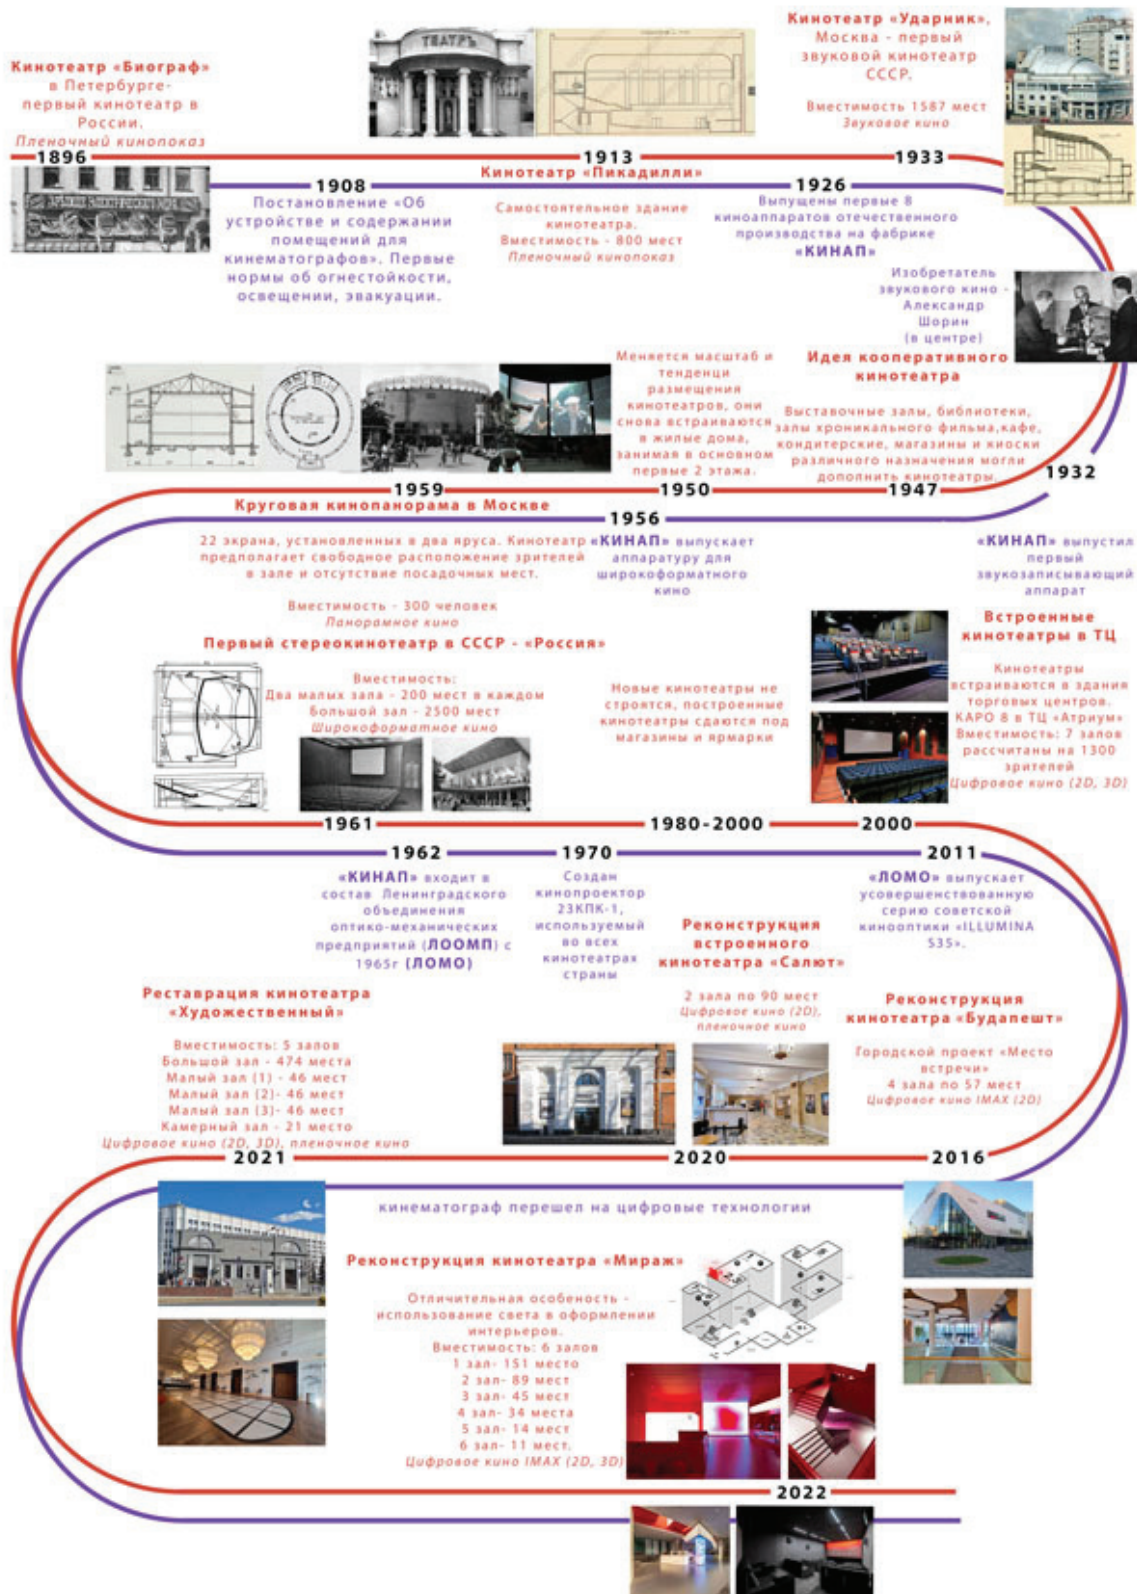 Кинотеатр «Биограф»
в Петербурге-
первый кинотеатр в
России.
Пленочный кинопоказ
1896
ТЕАТРЪ
Кинотеатр «Ударник»,
Москва - первый
звуковой кинотеатр
СССР.
Вместимость 1587 мест
Звуковое кино
1913
1933
1908
Постановление «Об
устройстве и содержании
помещений для
кинематографов». Первые
нормы об огнестойкости,
освещении, эвакуации.
Кинотеатр «Пикадилли»
Самостоятельное здание
кинотеатра.
Вместимость - 800 мест
Пленочный кинопоказ
1926
Выпущены первые 8
киноаппаратов отечественного
производства на фабрике
«КИНАП»
Изобретатель
звукового кино -
Александр
Шорин
(в центре)
Меняется масштаб и
тенденци
размещения
кинотеатров, они
снова встраиваются
в жилые дома,
занимая в основном
первые 2 этажа.
Идея кооперативного
кинотеатра
Выставочные залы, библиотеки,
залы хроникального фильма,кафе,
кондитерские, магазины и киоски
различного назначения могли
дополнить кинотеатры.
1932
1959
1950
1947
Круговая кинопанорама в Москве
22 экрана, установленных в два яруса. Кинотеатр
предполагает свободное расположение зрителей
в зале и отсутствие посадочных мест.
Вместимость - 300 человек
Панорамное кино
1956
«КИНАП» выпускает
аппаратуру для
широкоформатного
кино
«КИНАП» выпустил
первый
звукозаписывающий
аппарат
Первый стереокинотеатр в СССР - «Россия»
Вместимость:
Два малых зала - 200 мест в каждом
Большой зал - 2500 мест
Широкоформатное кино
Новые кинотеатры не
строятся, построенные
кинотеатры сдаются под
магазины и ярмарки
Встроенные
кинотеатры в ТЦ
Кинотеатры
встраиваются в здания
торговых центров.
КАРО 8 в ТЦ «Атриум»
Вместимость: 7 залов
рассчитаны на 1300
зрителей
Цифровое кино (2D, 3D)
1961
1980-2000
2000
1962
«КИНАП» входит в
состав Ленинградского
объединения
оптико-механических
предприятий (ЛООМП) с
1965г (ЛОМО)
1970
Создан
кинопроектор
23КПК-1,
используемый
во всех
кинотеатрах
страны
2011
«ЛОМО» выпускает
усовершенствованную
серию советской
кинооптики «ILLUMINA
S35».
Реставрация кинотеатра
«Художественный»
Вместимость: 5 залов
Большой зал - 474 места
Малый зал (1) - 46 мест
Малый зал (2)- 46 мест
Малый зал (3)- 46 мест
Камерный зал - 21 место
Цифровое кино (2D, 3D), пленочное кино
Реконструкция
встроенного
кинотеатра «Салют»
2 зала по 90 мест
Цифровое кино (2D),
пленочное кино
Реконструкция
кинотеатра «Будапешт»
Городской проект «Место
встречи»
4 зала по 57 мест
Цифровое кино IMAX (2D)
2021
2020
2016
кинематограф перешел на цифровые технологии
Реконструкция кинотеатра «Мираж»
Отличительная особеность -
использование света в оформлении
интерьеров.
Вместимость: 6 залов
1 зал- 151 место
2 зал- 89 мест
3 зал- 45 мест
4 зал- 34 места
5 зал- 14 мест
6 зал- 11 мест.
Цифровое кино IMAX (2D, 3D)
2022